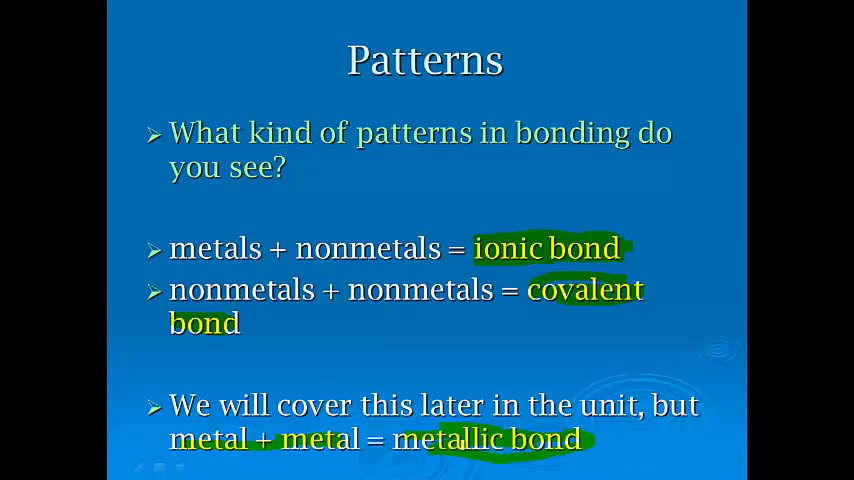 Patterns
What kind of patterns in bonding do
you see?
metals + nonmetals = ionic bond
nonmetals + nonmetals = covalent
bond
We will cover this later in the unit, but
metal + metal = metallic bond